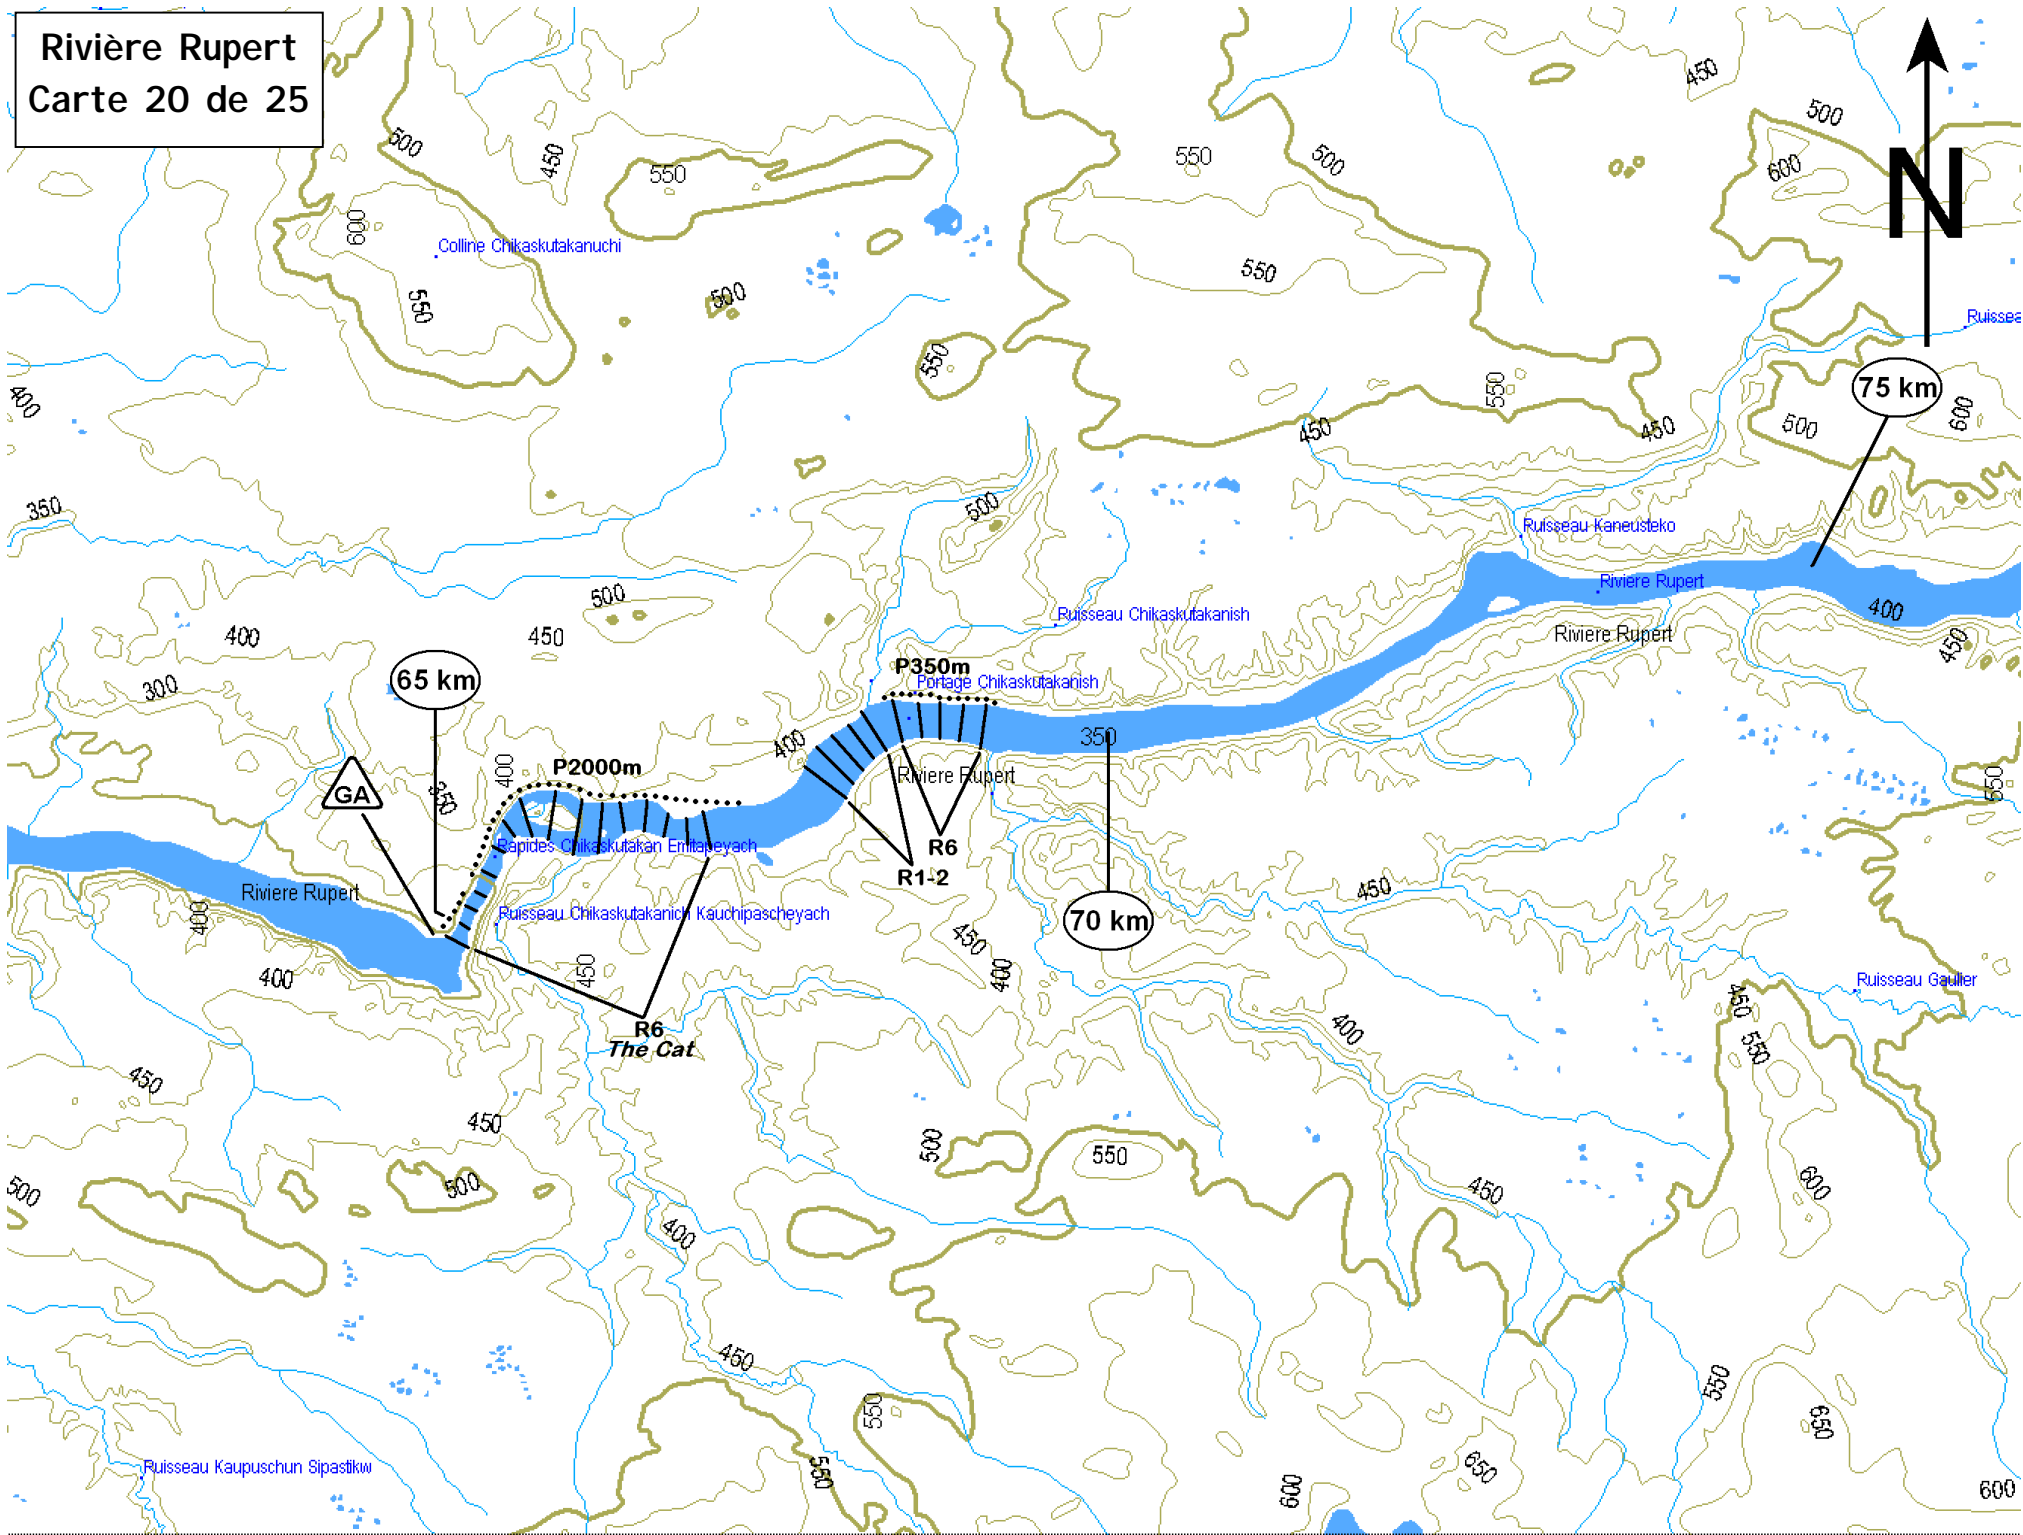 Rivière Rupert
Carte 20 de 25
450
500
500
450
550
550
500
600
N
600
Colline Chikaskutakanuchi
550
550
500
Ruissea
550
550
75 km
400
600
450
450
500
500
350
Ruisseau Kaneusteko
Riviere Rupert
500
400
Ruisseau Chikaskutakanish
400
450
Riviere Rupert
450
P350m
65 km
Portage Chikaskutakanish
300
350
400
400
P2000m
Riviere Rupert
550
GA
350
Rapides Chikaskutakan Emitapeyach
R6
R1-2
Riviere Rupert
450
400
Ruisseau Chikaskutakanich Kauchipascheyach
70 km
450
400
450
400
Ruisseau Gaulier
450
R6
The Cat
400
550
450
450
500
550
500
500
450
600
400
450
550
550
650
Ruisseau Kaupuschun Sipastikw
550
650
600
600